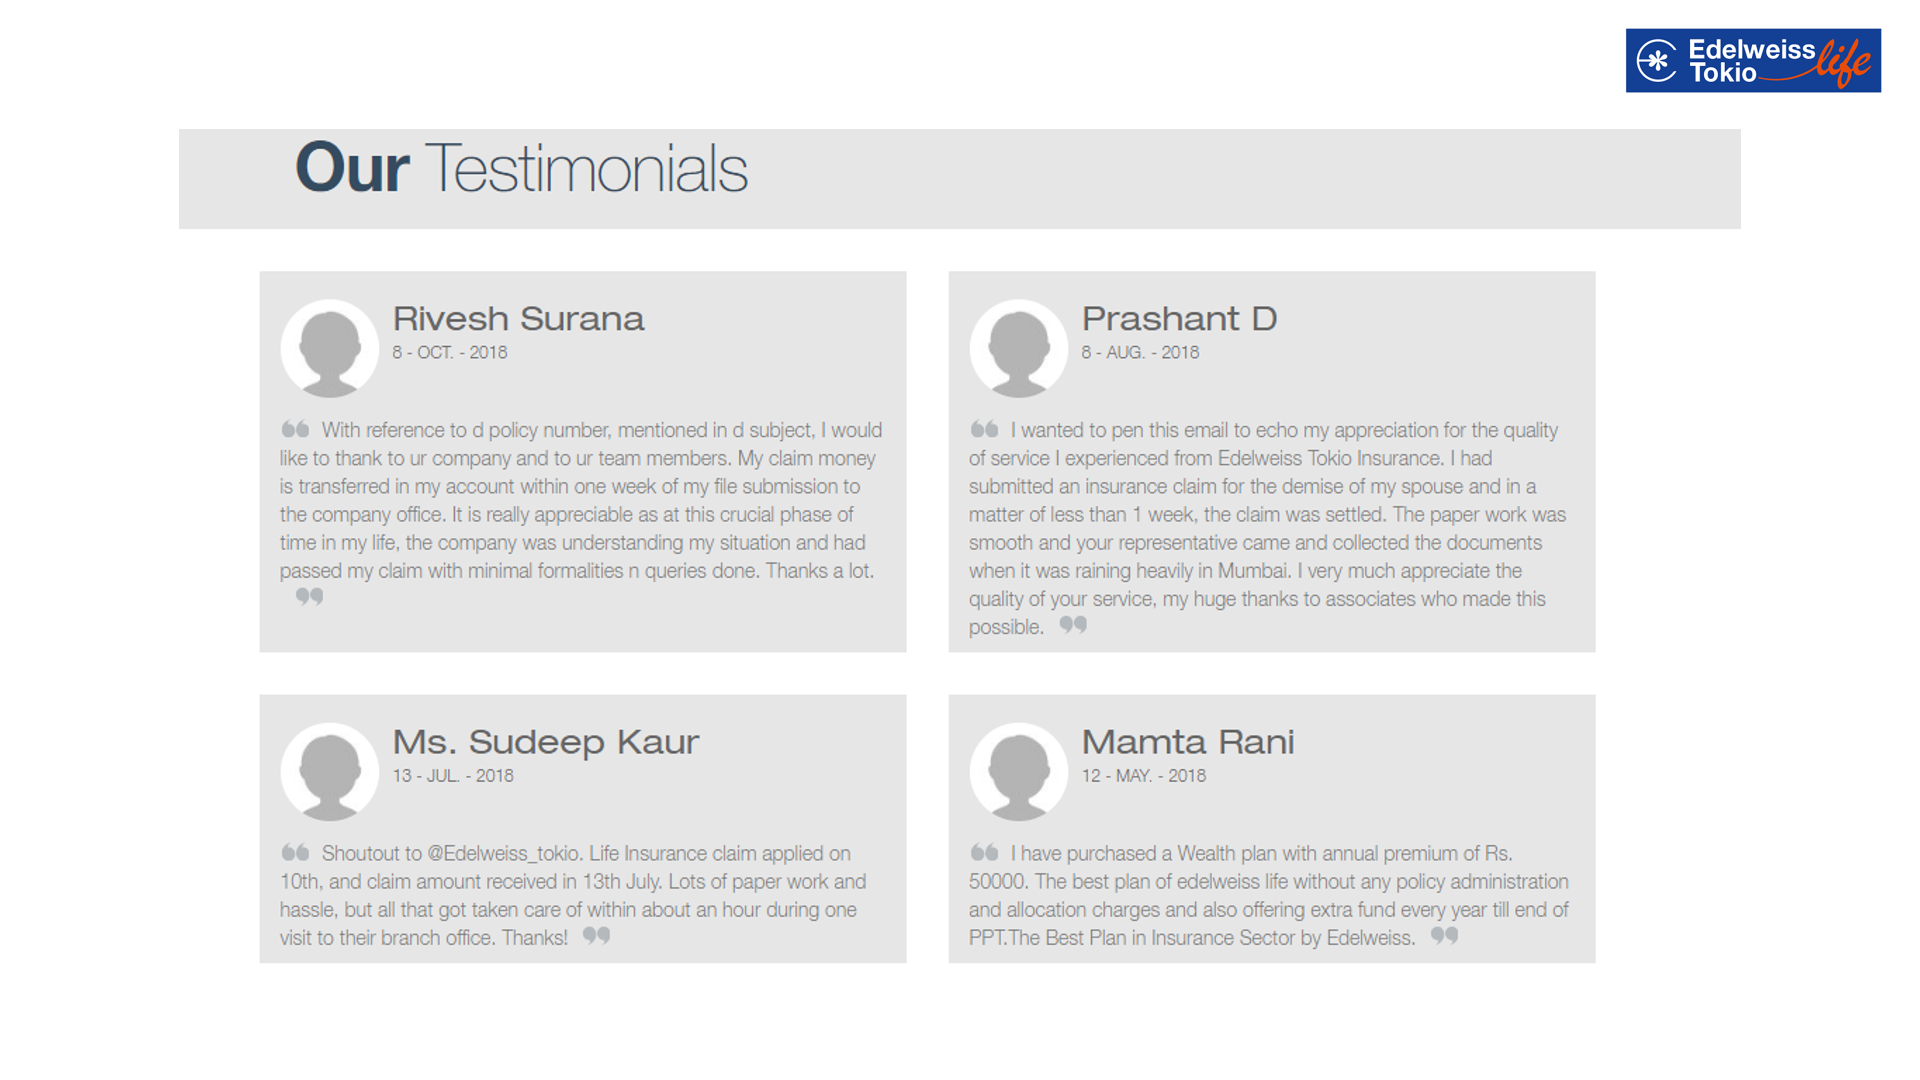 Edelweiss
Tokio life
Our Testimonials
Rivesh Surana
8 - OCT. - 2018
With reference to d policy number, mentioned in d subject, I would
like to thank to ur company and to ur team members. My claim money
is transferred in my account within one week of my file submission to
the company office. It is really appreciable as at this crucial phase of
time in my life, the company was understanding my situation and had
passed my claim with minimal formalities n queries done. Thanks a lot.
Prashant D
8 - AUG. - 2018
I wanted to pen this email to echo my appreciation for the quality
of service I experienced from Edelweiss Tokio Insurance. I had
submitted an insurance claim for the demise of my spouse and in a
matter of less than 1 week, the claim was settled. The paper work was
smooth and your representative came and collected the documents
when it was raining heavily in Mumbai. I very much appreciate the
quality of your service, my huge thanks to associates who made this
possible.
Ms. Sudeep Kaur
13 - JUL. - 2018
Shoutout to @Edelweiss_tokio. Life Insurance claim applied on
10th, and claim amount received in 13th July. Lots of paper work and
hassle, but all that got taken care of within about an hour during one
visit to their branch office. Thanks!
Mamta Rani
12 - MAY. - 2018
I have purchased a Wealth plan with annual premium of Rs.
50000. The best plan of edelweiss life without any policy administration
and allocation charges and also offering extra fund every year till end of
PPT.The Best Plan in Insurance Sector by Edelweiss.